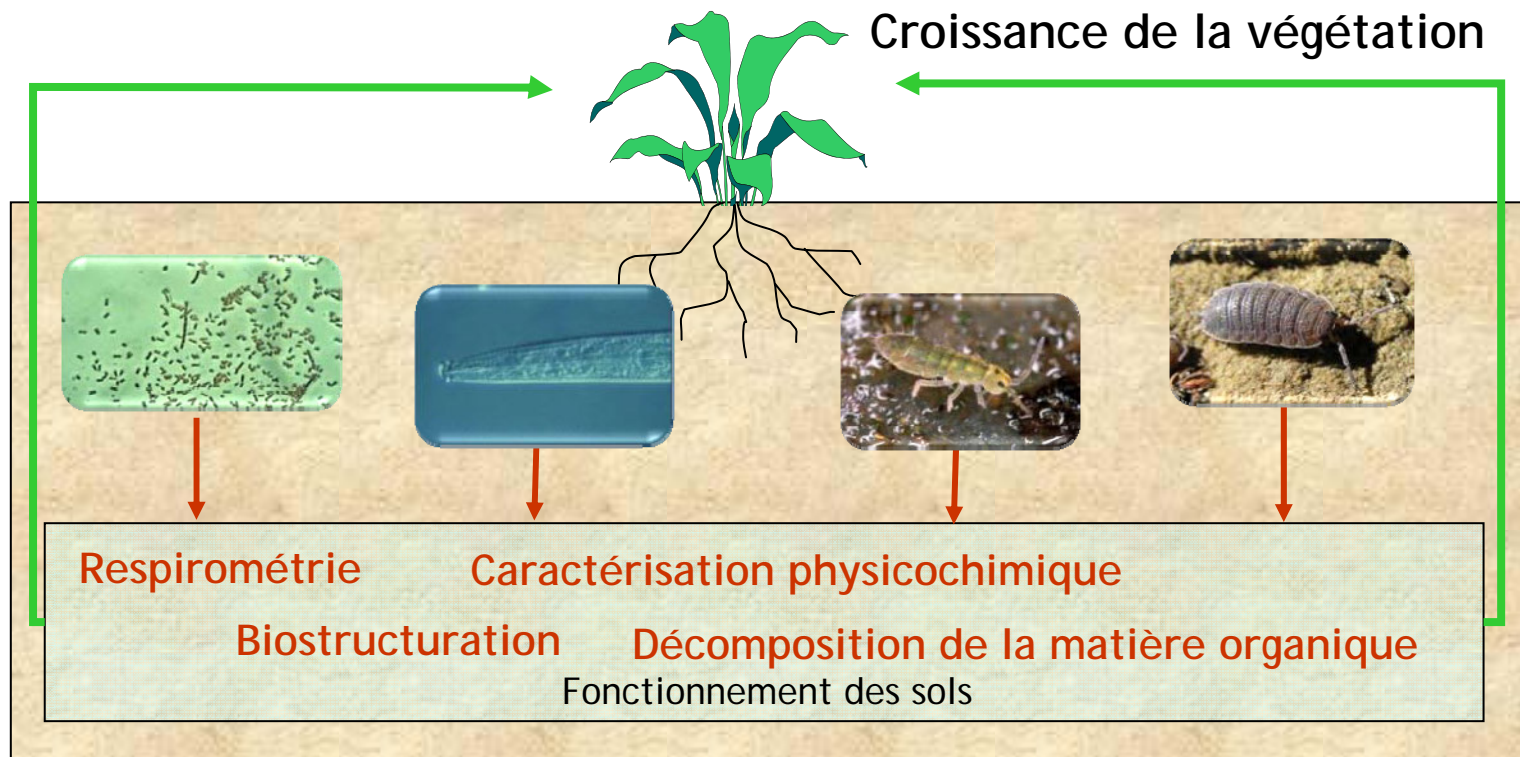 Croissance de la végétation
Respirométrie
Caractérisation physicochimique
Biostructuration
Décomposition de la matière organique
Fonctionnement des sols